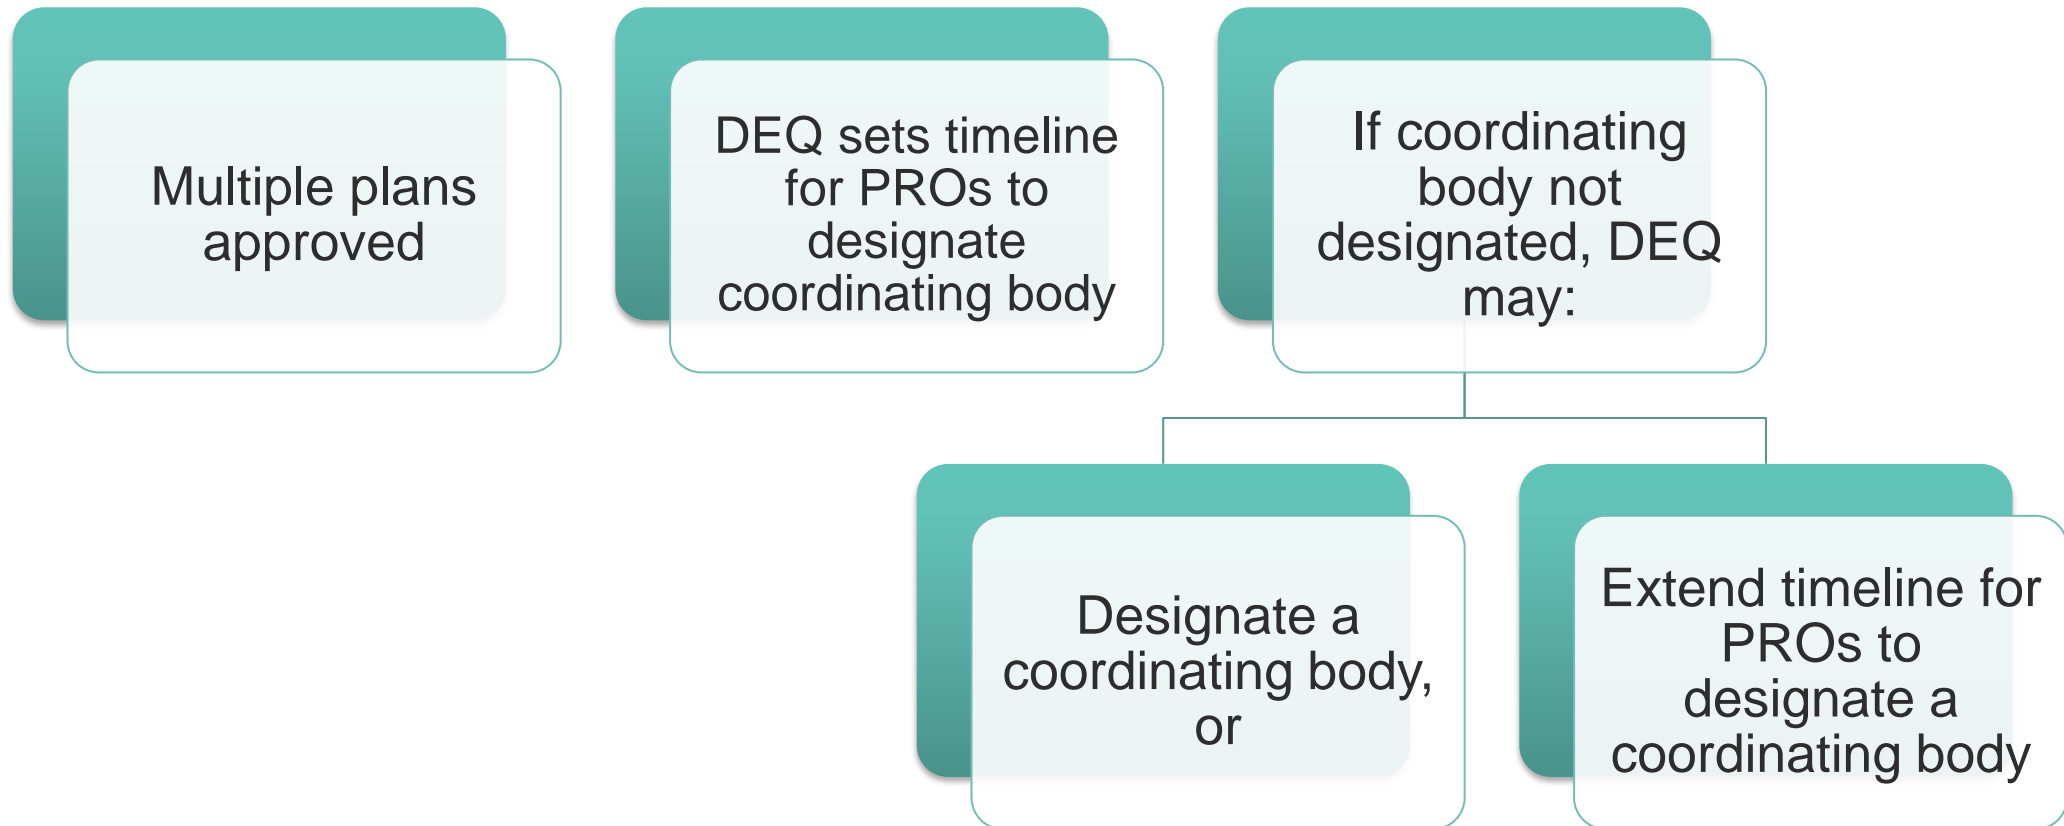 Multiple plans
approved
DEQ sets timeline
for PROs to
designate
coordinating body
If coordinating
body not
designated, DEQ
may:
Designate a
coordinating body,
or
Extend timeline for
PROs to
designate a
coordinating body